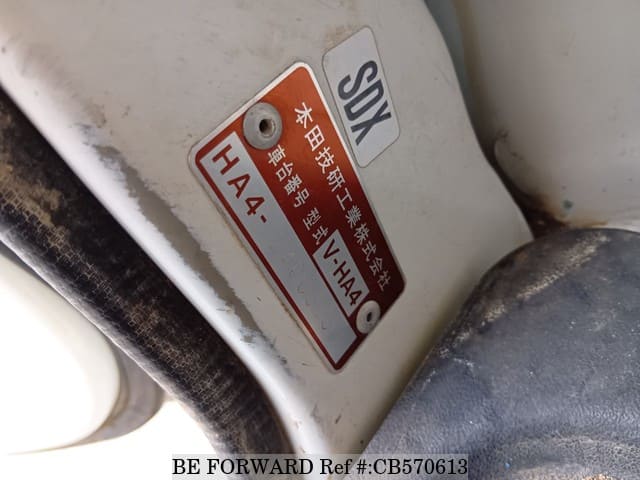 SDX
本田技研工業株式会社
車台番号 型式 V-HA4
HA4-
BE FORWARD Ref #:CB570613